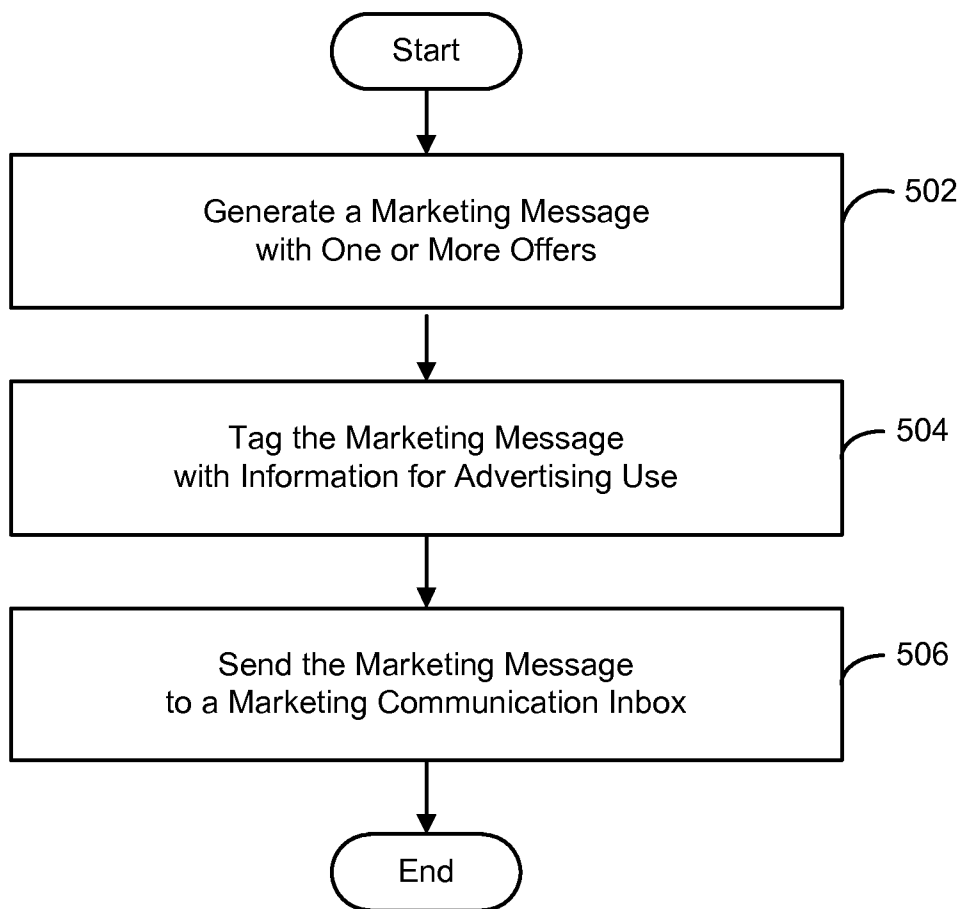 Start
Generate a Marketing Message
with One or More Offers
502
Tag the Marketing Message
with Information for Advertising Use
504
Send the Marketing Message
to a Marketing Communication Inbox
506
End